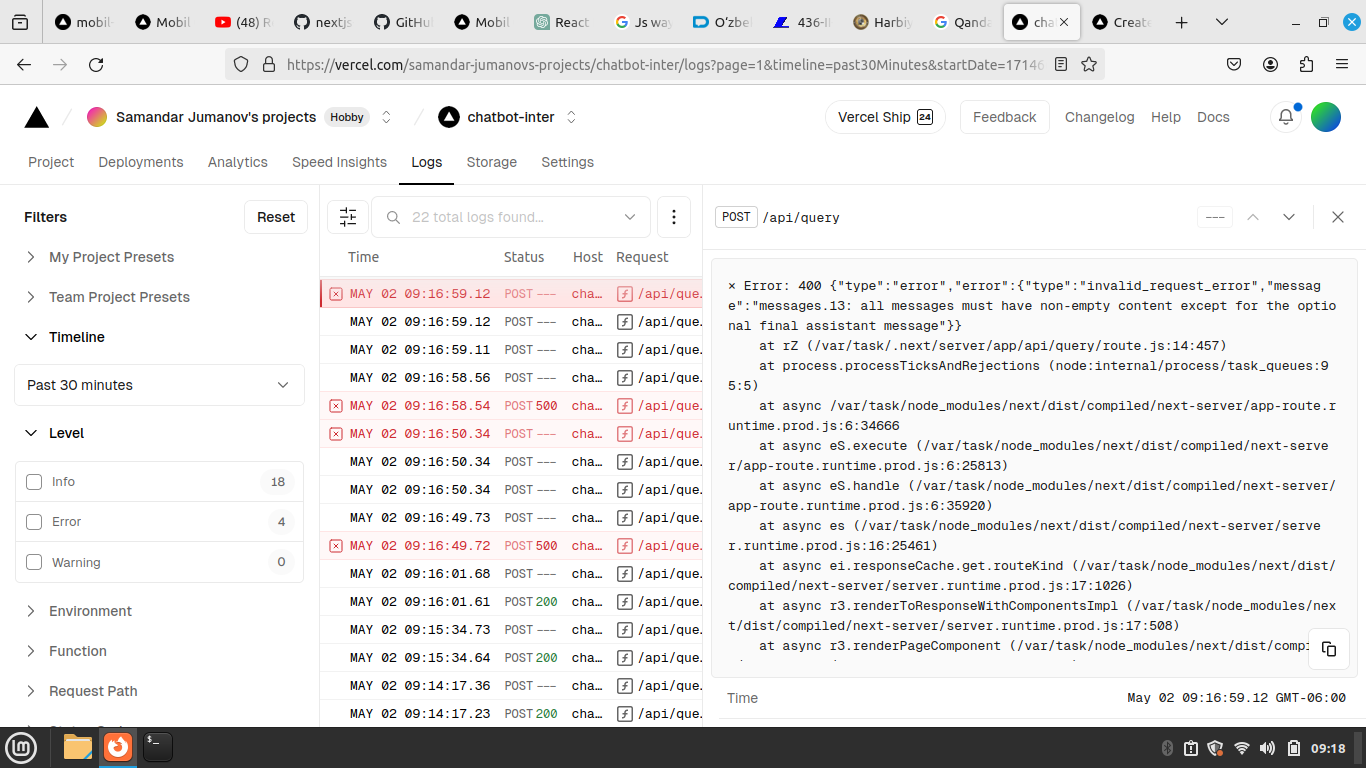 mobil
Mobil
(48) R
nextjs
GitHu
Mobil
React
Js way
O'zbel
436-I
Harbiy
Qanda
cha
Create
https://vercel.com/samandar-jumanovs-projects/chatbot-inter/logs?page=1&timeline=past30Minutes&startDate=17146
Samandar Jumanov's projects
Hobby
chatbot-inter
Vercel Ship 24
Feedback
Changelog
Help
Docs
Project
Deployments
Analytics
Speed Insights
Logs
Storage
Settings
Filters
Reset
My Project Presets
Team Project Presets
Timeline
Past 30 minutes
Level
Info 18
Error 4
Warning 0
Environment
Function
Request Path
22 total logs found...
Time Status Host Request
MAY 02 09:16:59.12 POST --- cha… /api/que…
MAY 02 09:16:59.12 POST --- cha… /api/que…
MAY 02 09:16:59.11 POST --- cha… /api/que…
MAY 02 09:16:58.56 POST --- cha… /api/que…
MAY 02 09:16:58.54 POST 500 cha… /api/que…
MAY 02 09:16:50.34 POST --- cha… /api/que…
MAY 02 09:16:50.34 POST --- cha… /api/que…
MAY 02 09:16:50.34 POST --- cha… /api/que…
MAY 02 09:16:49.73 POST --- cha… /api/que…
MAY 02 09:16:49.72 POST 500 cha… /api/que…
MAY 02 09:16:01.68 POST --- cha… /api/que…
MAY 02 09:16:01.61 POST 200 cha… /api/que…
MAY 02 09:15:34.73 POST --- cha… /api/que…
MAY 02 09:15:34.64 POST 200 cha… /api/que…
MAY 02 09:14:17.36 POST --- cha… /api/que…
MAY 02 09:14:17.23 POST 200 cha… /api/que…
POST /api/query
---
⨯ Error: 400 {"type":"error","error":{"type":"invalid_request_error","messag
e":"messages.13: all messages must have non-empty content except for the optio
nal final assistant message"}}
at rZ (/var/task/.next/server/app/api/query/route.js:14:457)
at process.processTicksAndRejections (node:internal/process/task_queues:9
5:5)
at async /var/task/node_modules/next/dist/compiled/next-server/app-route.r
untime.prod.js:6:34666
at async eS.execute (/var/task/node_modules/next/dist/compiled/next-serve
r/app-route.runtime.prod.js:6:25813)
at async eS.handle (/var/task/node_modules/next/dist/compiled/next-server/
app-route.runtime.prod.js:6:35920)
at async es (/var/task/node_modules/next/dist/compiled/next-server/serve
r.runtime.prod.js:16:25461)
at async ei.responseCache.get.routeKind (/var/task/node_modules/next/dist/
compiled/next-server/server.runtime.prod.js:17:1026)
at async r3.renderToResponseWithComponentsImpl (/var/task/node_modules/nex
t/dist/compiled/next-server/server.runtime.prod.js:17:508)
at async r3.renderPageComponent (/var/task/node_modules/next/dist/compi
Time May 02 09:16:59.12 GMT-06:00
09:18